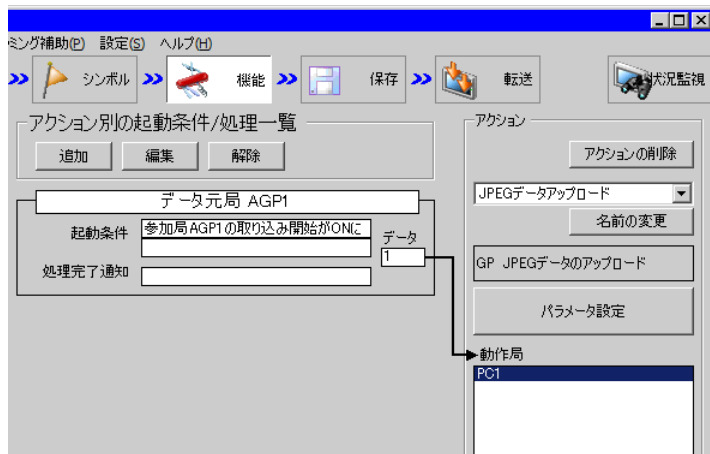 ミング補助(P) 設定(S) ヘルプ(H)
シンボル 機能 保存 転送 状況監視
アクション別の起動条件/処理一覧
追加 編集 解除
データ元局 AGP1
起動条件 参加局AGP1の取り込み開始がONに
データ
1
処理完了通知
アクション
アクションの削除
JPEGデータアップロード
名前の変更
GP JPEGデータのアップロード
パラメータ設定
動作局
PC1